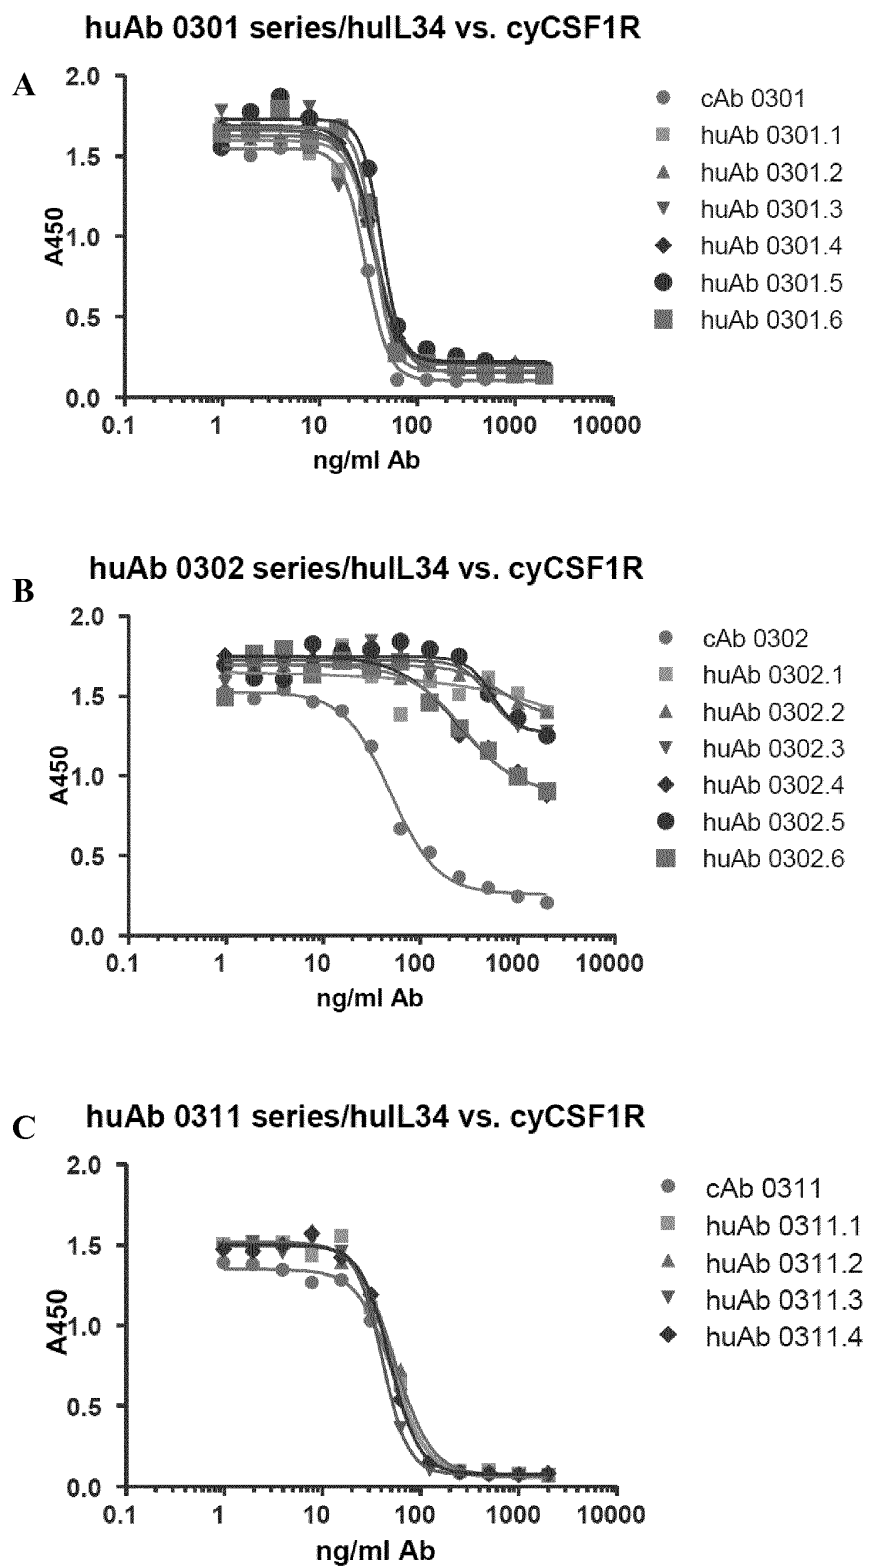 huAb 0301 series/huIL34 vs. cyCSF1R
A
2.0
1.5
1.0
0.5
0.0
A450
0.1 1 10 100 1000 10000
ng/ml Ab
cAb 0301
huAb 0301.1
huAb 0301.2
huAb 0301.3
huAb 0301.4
huAb 0301.5
huAb 0301.6
huAb 0302 series/huIL34 vs. cyCSF1R
B
2.0
1.5
1.0
0.5
0.0
A450
0.1 1 10 100 1000 10000
ng/ml Ab
cAb 0302
huAb 0302.1
huAb 0302.2
huAb 0302.3
huAb 0302.4
huAb 0302.5
huAb 0302.6
huAb 0311 series/huIL34 vs. cyCSF1R
C
2.0
1.5
1.0
0.5
0.0
A450
0.1 1 10 100 1000 10000
ng/ml Ab
cAb 0311
huAb 0311.1
huAb 0311.2
huAb 0311.3
huAb 0311.4